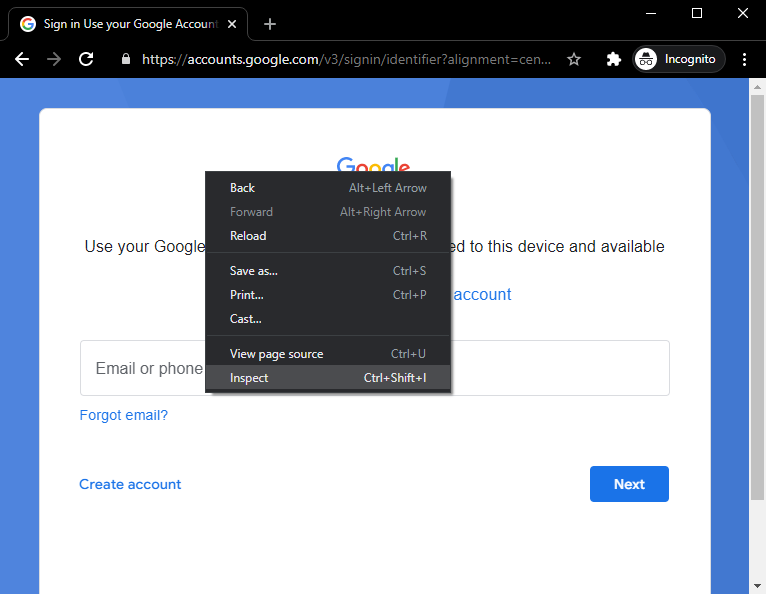 Sign in Use your Google Account
https://accounts.google.com/v3/signin/identifier?alignment=cen...
Incognito
Google
Back Alt+Left Arrow
Forward Alt+Right Arrow
Reload Ctrl+R
Use your Google ed to this device and available
Save as... Ctrl+S
Print... Ctrl+P
account
Cast...
View page source Ctrl+U
Email or phone
Inspect Ctrl+Shift+I
Forgot email?
Create account
Next